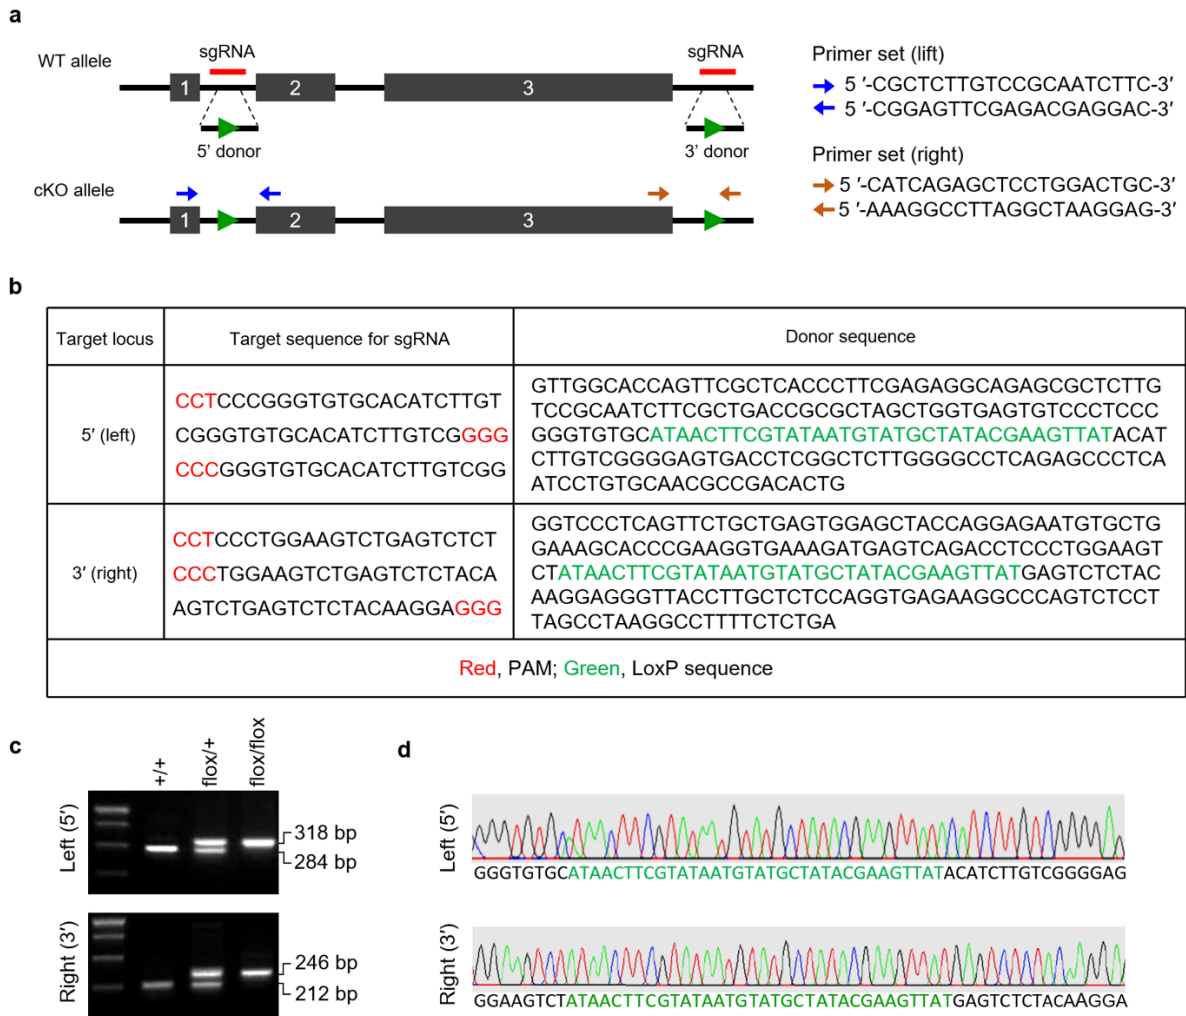 a
WT allele
sgRNA
sgRNA
1
2
3
5' donor
3' donor
cKO allele
1
2
3
Primer set (lift)
5 ′-CGCTCTTGTCCGCAATCTTC-3′
5 ′-CGGAGTTCGAGACGAGGAC-3′
Primer set (right)
5 ′-CATCAGAGCTCCTGGACTGC-3′
5 ′-AAAGGCCTTAGGCTAAGGAG-3′
b
Target locus
Target sequence for sgRNA
Donor sequence
5′ (left)
CCTCCCGGGTGTGCACATCTTGT
CGGGTGTGCACATCTTGTCGGGG
CCCGGGTGTGCACATCTTGTCGG
GTTGGCACCAGTTCGCTCACCCTTCGAGAGGCAGAGCGCTCTTG
TCCGCAATCTTCGCTGACCGCGCTAGCTGGTGAGTGTCCCTCCC
GGGTGTGCATAACTTCGTATAATGTATGCTATACGAAGTTATACAT
CTTGTCGGGGAGTGACCTCGGCTCTTGGGGCCTCAGAGCCCTCA
ATCCTGTGCAACGCCGACACTG
3′ (right)
CCTCCCTGGAAGTCTGAGTCTCT
CCCTGGAAGTCTGAGTCTCTACA
AGTCTGAGTCTCTACAAGGAGGG
GGTCCCTCAGTTCTGCTGAGTGGAGCTACCAGGAGAATGTGCTG
GAAAGCACCCGAAGGTGAAAGATGAGTCAGACCTCCCTGGAAGT
CTATAACTTCGTATAATGTATGCTATACGAAGTTATGAGTCTCTAC
AAGGAGGGTTACCTTGCTCTCCAGGTGAGAAGGCCCAGTCTCCT
TAGCCTAAGGCCTTTTCTCTGA
Red, PAM; Green, LoxP sequence
c
+/+
flox/+
flox/flox
Left (5′)
318 bp
284 bp
Right (3′)
246 bp
212 bp
d
Left (5′)
GGGTGTGCATAACTTCGTATAATGTATGCTATACGAAGTTATACATCTTGTCGGGGAG
Right (3′)
GGAAGTCTATAACTTCGTATAATGTATGCTATACGAAGTTATGAGTCTCTACAAGGA